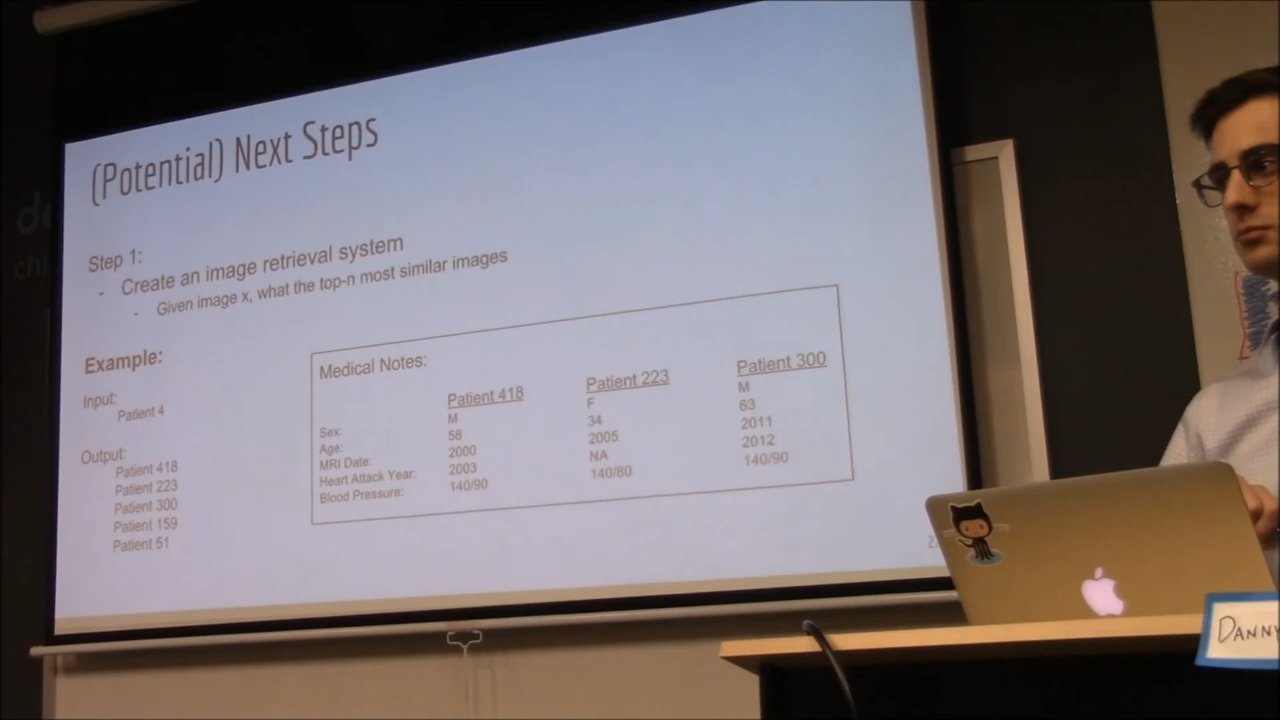 (Potential) Next Steps
Step 1:
- Create an image retrieval system
- Given image x, what the top-n most similar images
Example:
Input:
Patient 4
Output:
Patient 418
Patient 223
Patient 300
Patient 159
Patient 51
Medical Notes:
Patient 418 Patient 223 Patient 300
Sex: M F M
Age: 58 34 63
MRI Date: 2000 2005 2011
Heart Attack Year: 2003 NA 2012
Blood Pressure: 140/90 140/80 140/90
DANNY